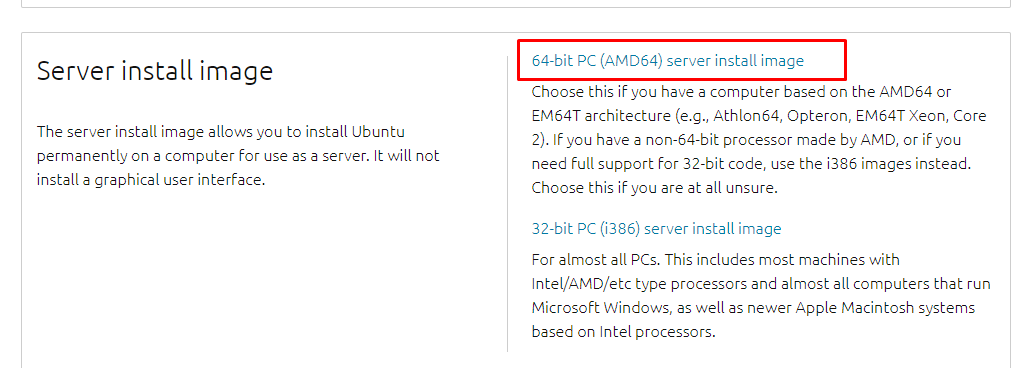 Server install image
The server install image allows you to install Ubuntu
permanently on a computer for use as a server. It will not
install a graphical user interface.
64-bit PC (AMD64) server install image
Choose this if you have a computer based on the AMD64 or
EM64T architecture (e.g., Athlon64, Opteron, EM64T Xeon, Core
2). If you have a non-64-bit processor made by AMD, or if you
need full support for 32-bit code, use the i386 images instead.
Choose this if you are at all unsure.
32-bit PC (i386) server install image
For almost all PCs. This includes most machines with
Intel/AMD/etc type processors and almost all computers that run
Microsoft Windows, as well as newer Apple Macintosh systems
based on Intel processors.